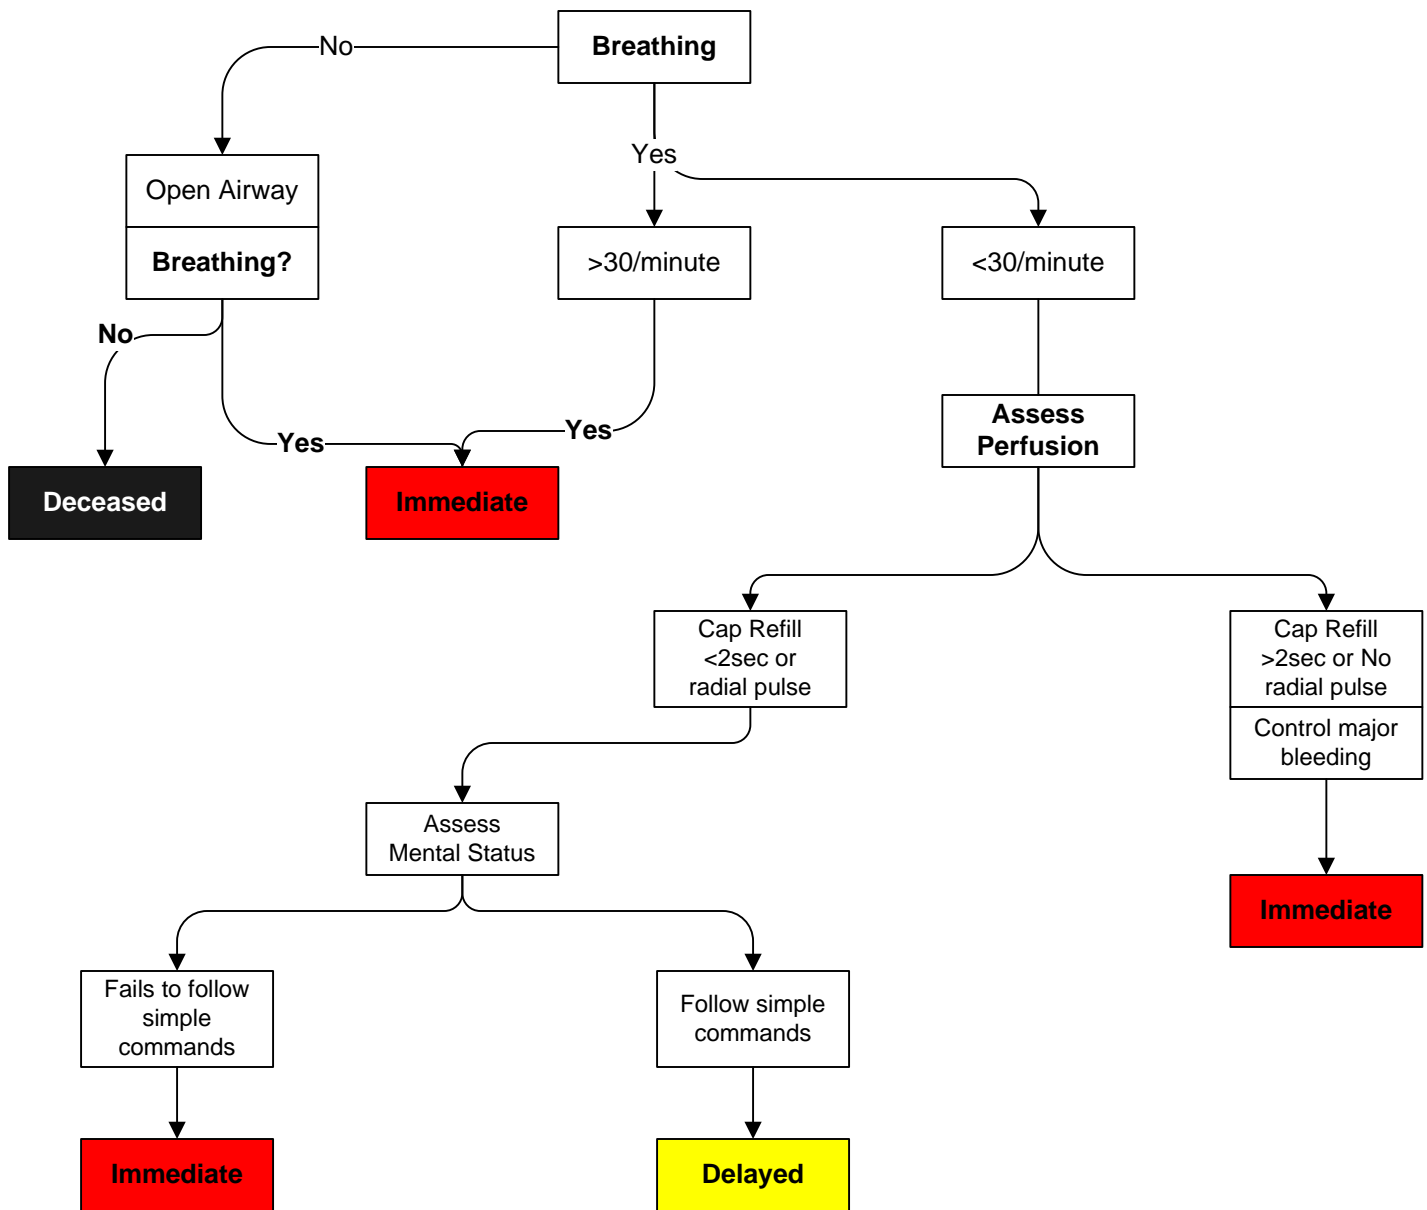 Breathing
No
Yes
Open Airway
Breathing?
>30/minute
<30/minute
No
Yes
Yes
Assess
Perfusion
Deceased
Immediate
Cap Refill
<2sec or
radial pulse
Cap Refill
>2sec or No
radial pulse
Control major
bleeding
Assess
Mental Status
Immediate
Fails to follow
simple
commands
Follow simple
commands
Immediate
Delayed